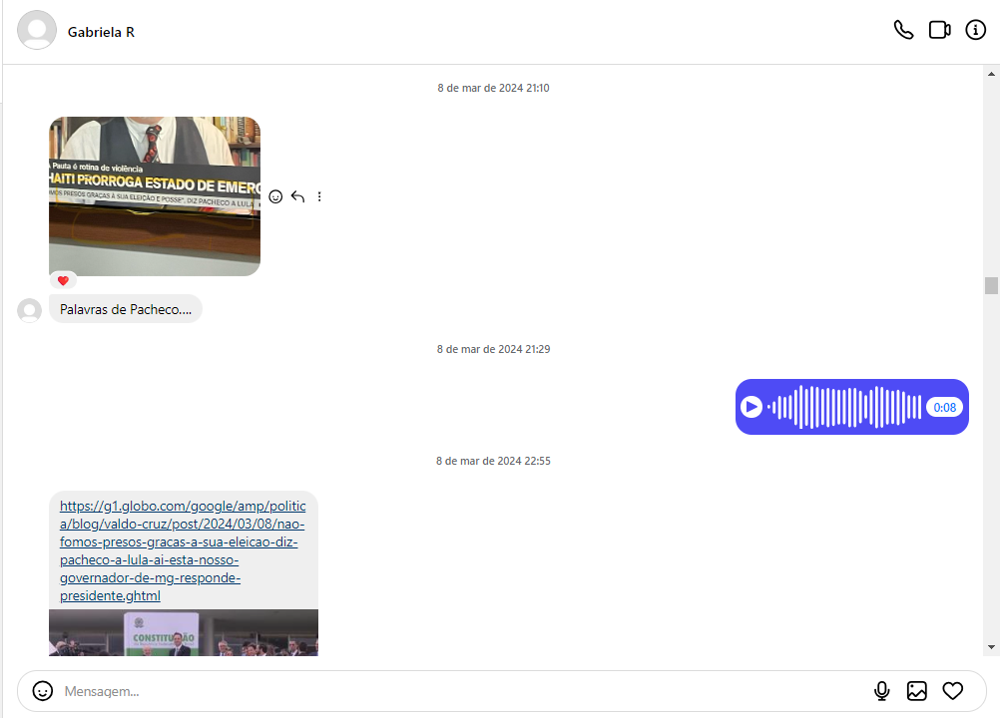 Gabriela R
8 de mar de 2024 21:10
Pauta é rotina de violência
HAITI PRORROGA ESTADO DE EMERG
OMOS PRESOS GRAÇAS À SUA ELEIÇÃO E POSSE", DIZ PACHECO A LULA
Palavras de Pacheco....
8 de mar de 2024 21:29
0:08
8 de mar de 2024 22:55
https://g1.globo.com/google/amp/politic
a/blog/valdo-cruz/post/2024/03/08/nao-
fomos-presos-gracas-a-sua-eleicao-diz-
pacheco-a-lula-ai-esta-nosso-
governador-de-mg-responde-
presidente.ghtml
CONSTITUIÇÃO
Mensagem...